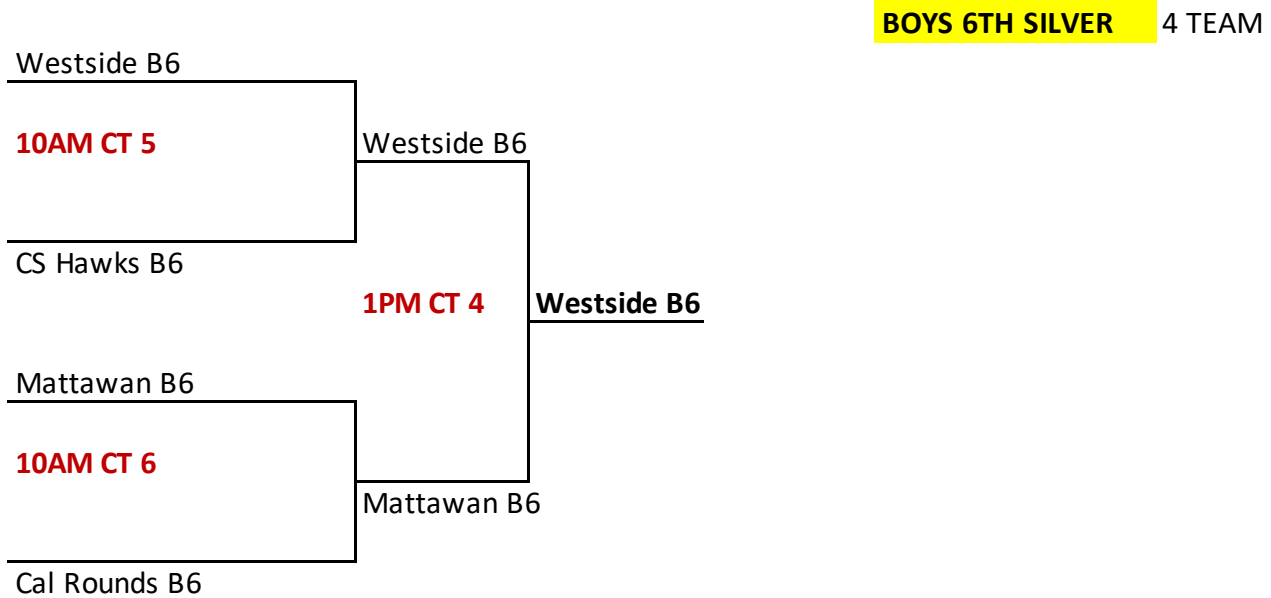 BOYS 6TH SILVER 4 TEAM
Westside B6
10AM CT 5
Westside B6
CS Hawks B6
1PM CT 4
Westside B6
Mattawan B6
10AM CT 6
Mattawan B6
Cal Rounds B6